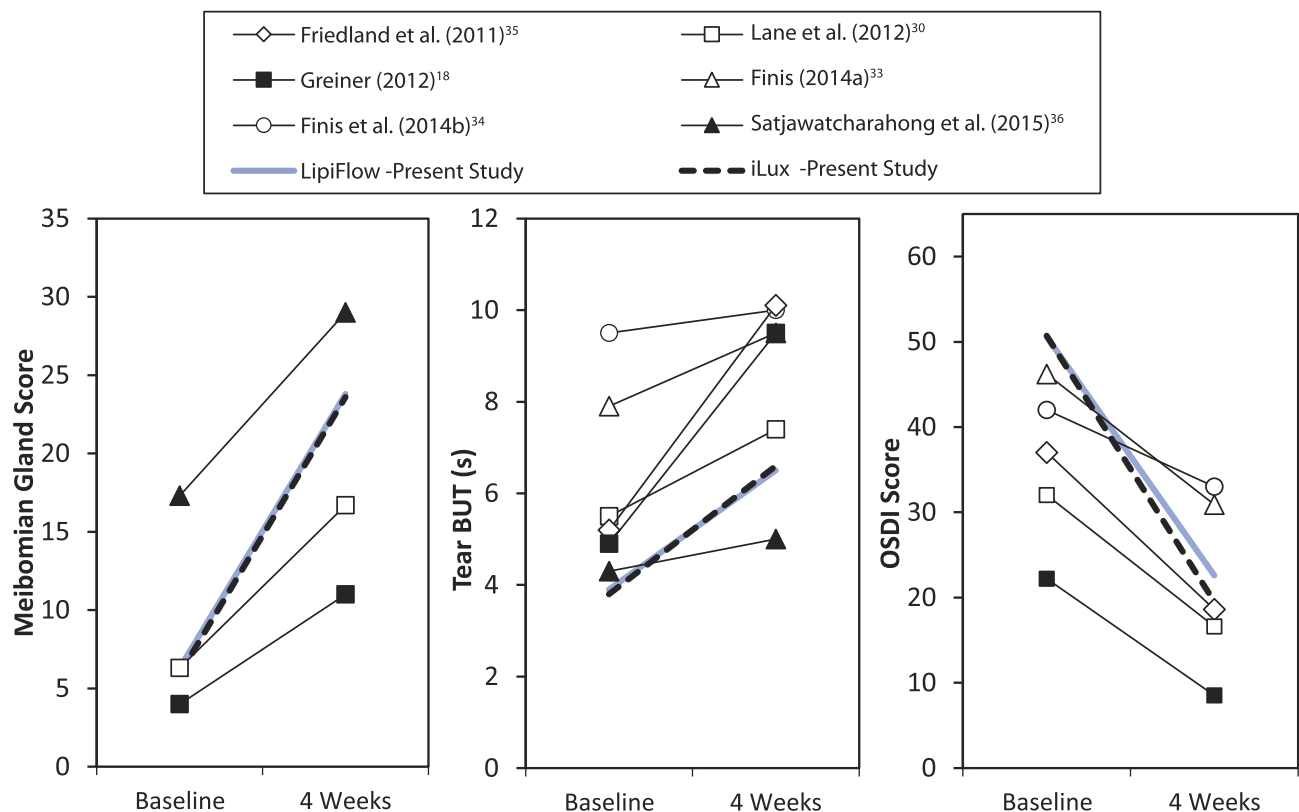 Friedland et al. (2011)35
Lane et al. (2012)30
Greiner (2012)18
Finis (2014a)33
Finis et al. (2014b)34
Satjawatcharahong et al. (2015)36
LipiFlow -Present Study
iLux -Present Study
Meibomian Gland Score
35
30
25
20
15
10
5
0
Baseline
4 Weeks
Tear BUT (s)
12
10
8
6
4
2
0
Baseline
4 Weeks
OSDI Score
60
50
40
30
20
10
0
Baseline
4 Weeks